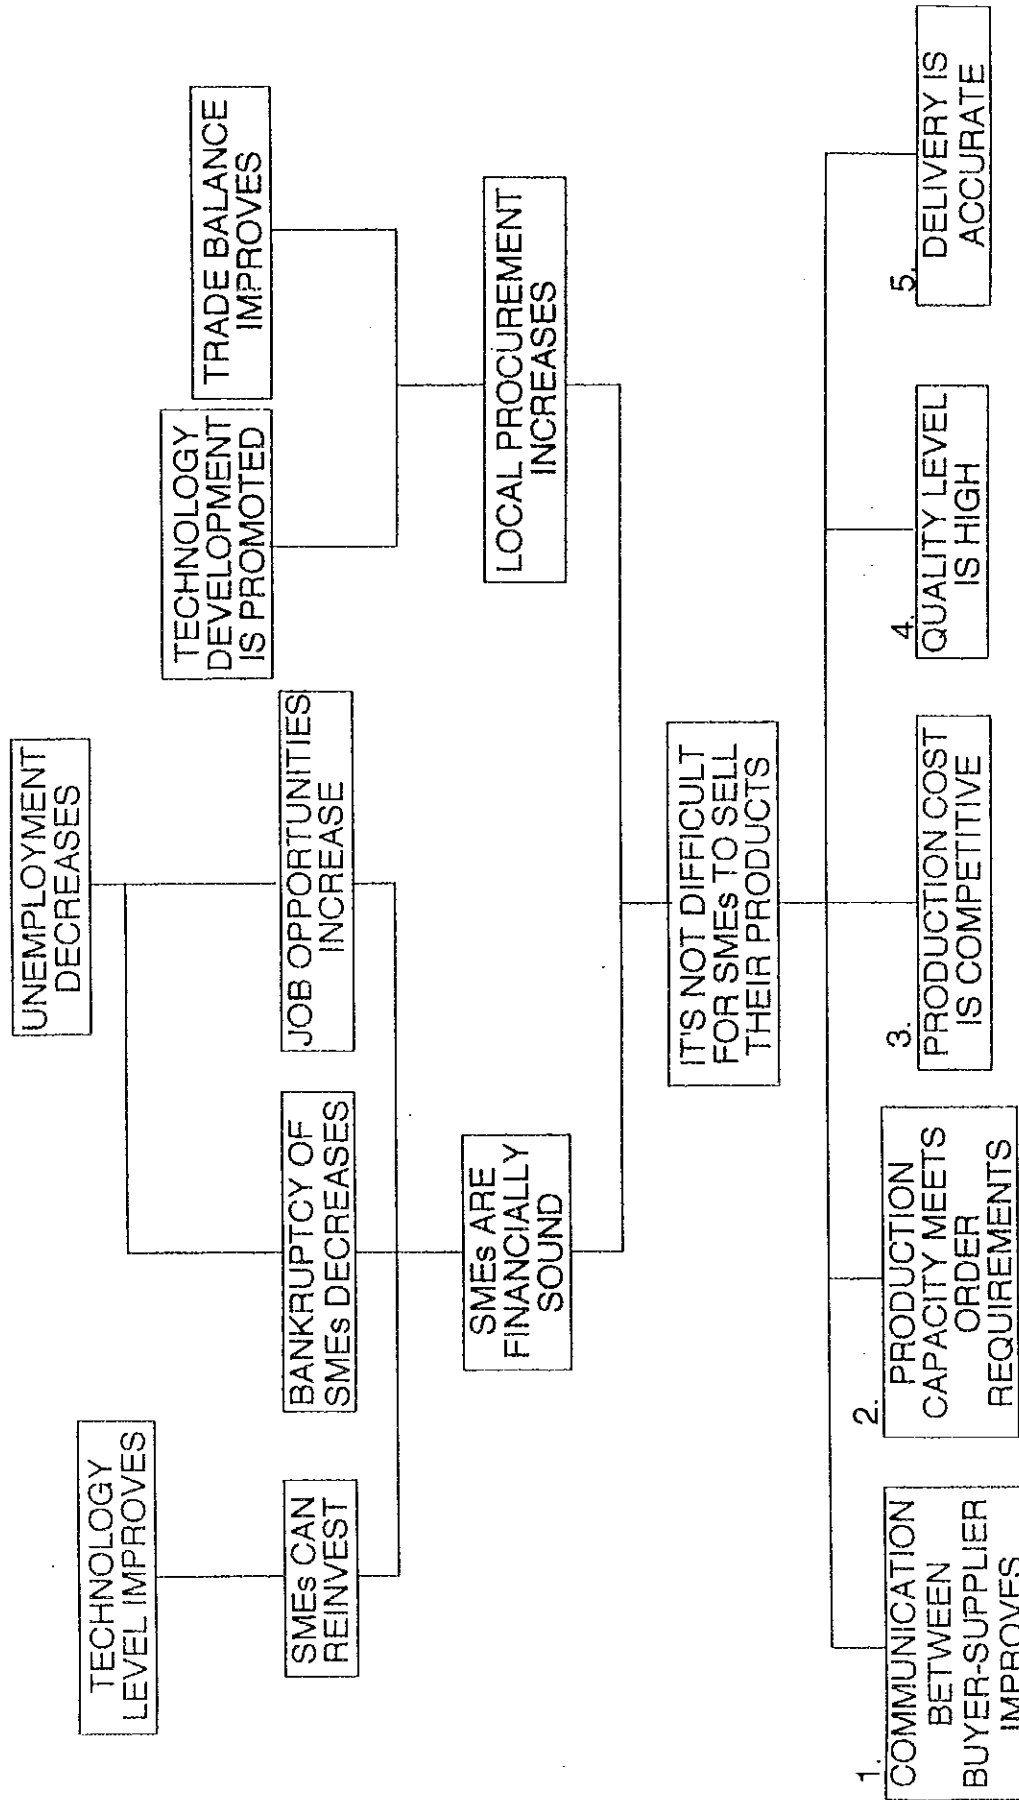 UNEMPLOYMENT
DECREASES
TECHNOLOGY
LEVEL IMPROVES
TECHNOLOGY
DEVELOPMENT
IS PROMOTED
TRADE BALANCE
IMPROVES
SMEs CAN
REINVEST
BANKRUPTCY OF
SMEs DECREASES
JOB OPPORTUNITIES
INCREASE
SMEs ARE
FINANCIALLY
SOUND
LOCAL PROCUREMENT
INCREASES
IT'S NOT DIFFICULT
FOR SMEs TO SELL
THEIR PRODUCTS
1.
COMMUNICATION
BETWEEN
BUYER-SUPPLIER
IMPROVES
2.
PRODUCTION
CAPACITY MEETS
ORDER
REQUIREMENTS
3.
PRODUCTION COST
IS COMPETITIVE
4.
QUALITY LEVEL
IS HIGH
5.
DELIVERY IS
ACCURATE